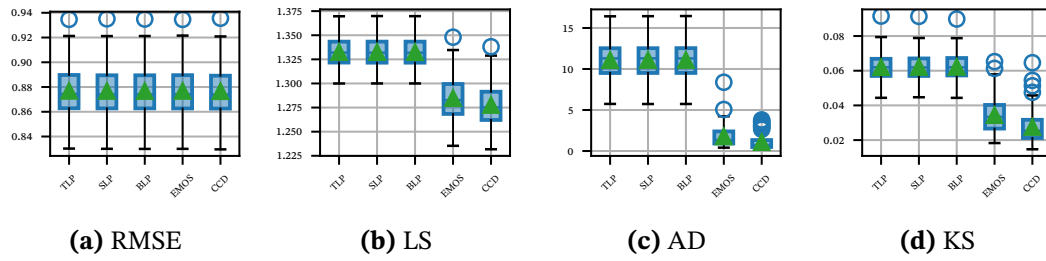 0.94
0.92
0.90
0.88
0.86
0.84
TLP SLP BLP EMOS CCD
(a) RMSE
1.375
1.350
1.325
1.300
1.275
1.250
1.225
TLP SLP BLP EMOS CCD
(b) LS
15
10
5
0
TLP SLP BLP EMOS CCD
(c) AD
0.08
0.06
0.04
0.02
TLP SLP BLP EMOS CCD
(d) KS